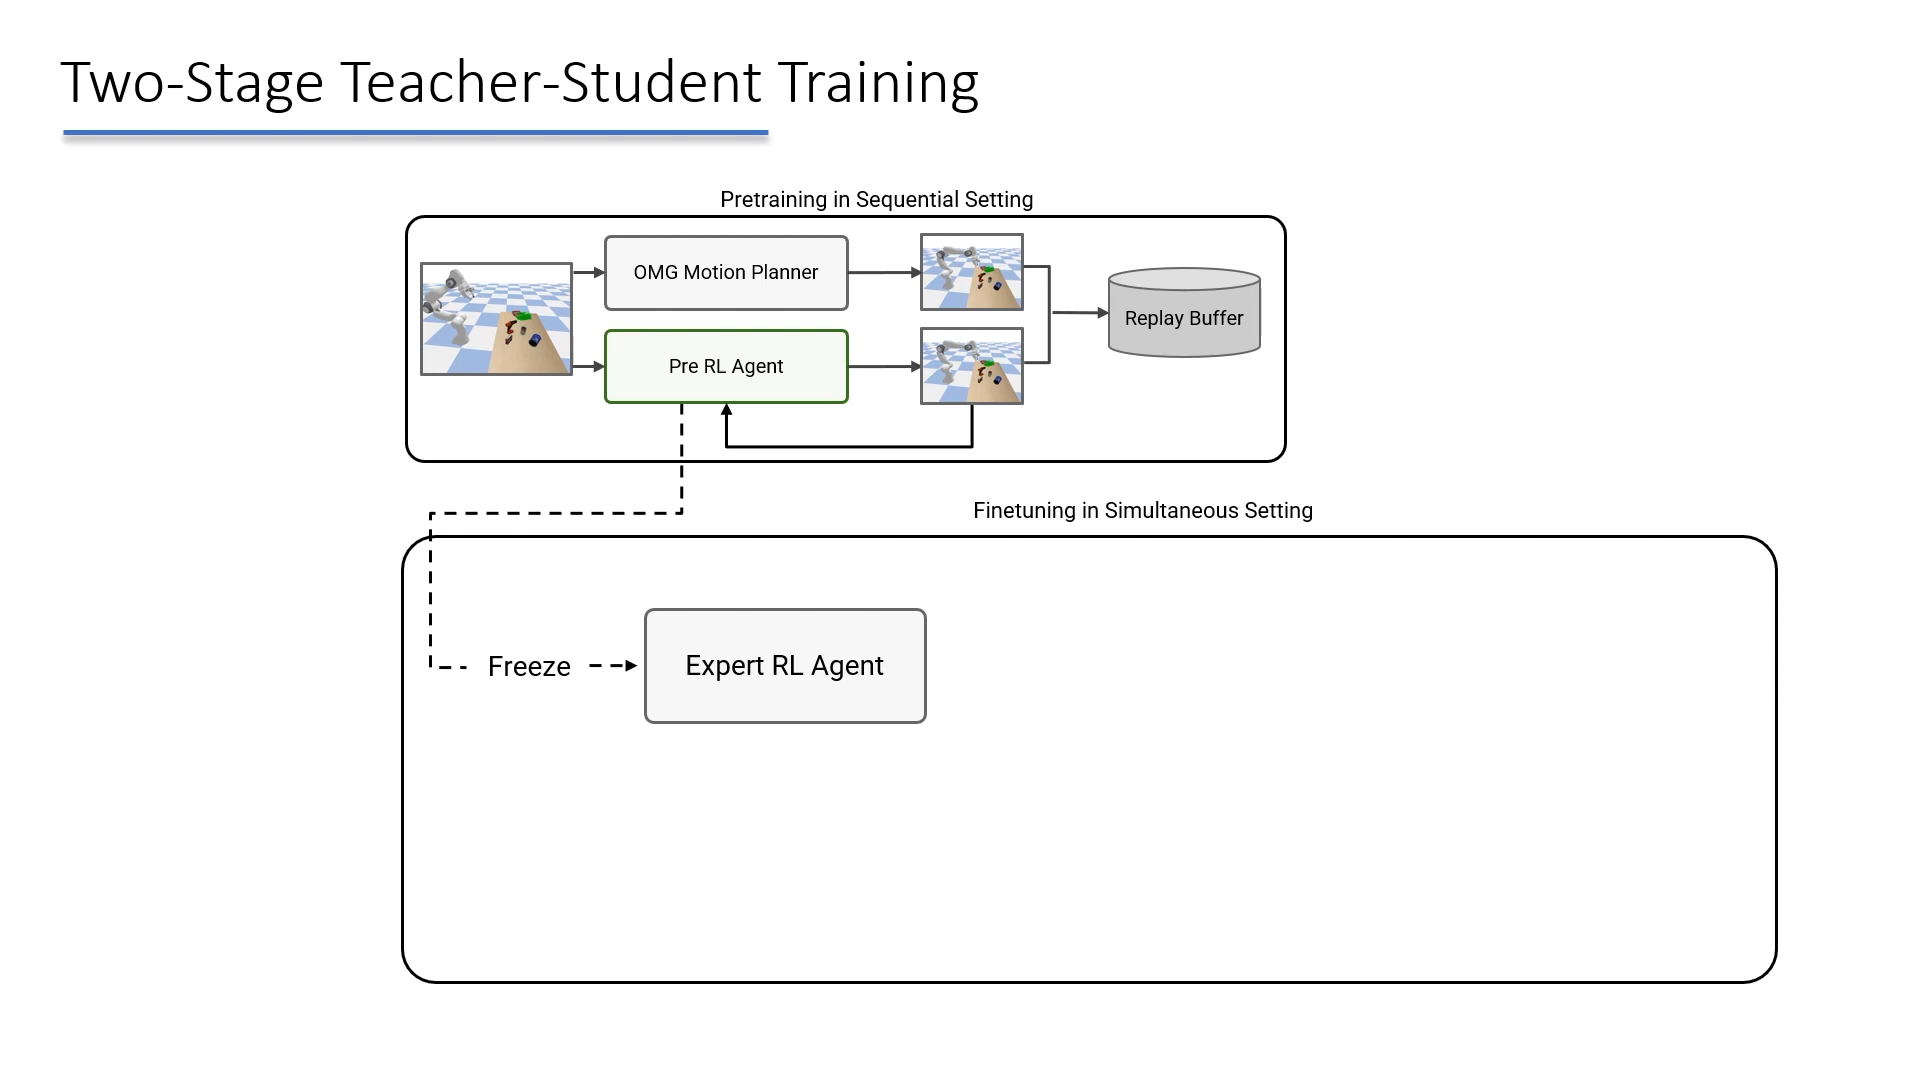 Two-Stage Teacher-Student Training
Pretraining in Sequential Setting
OMG Motion Planner
Pre RL Agent
Replay Buffer
Finetuning in Simultaneous Setting
Freeze
Expert RL Agent